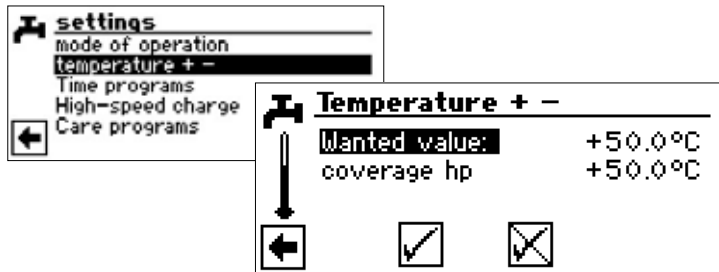 settings
mode of operation
temperature + -
Time programs
High-speed charge
Care programs
Temperature + -
Wanted value: +50.0°C
coverage hp +50.0°C